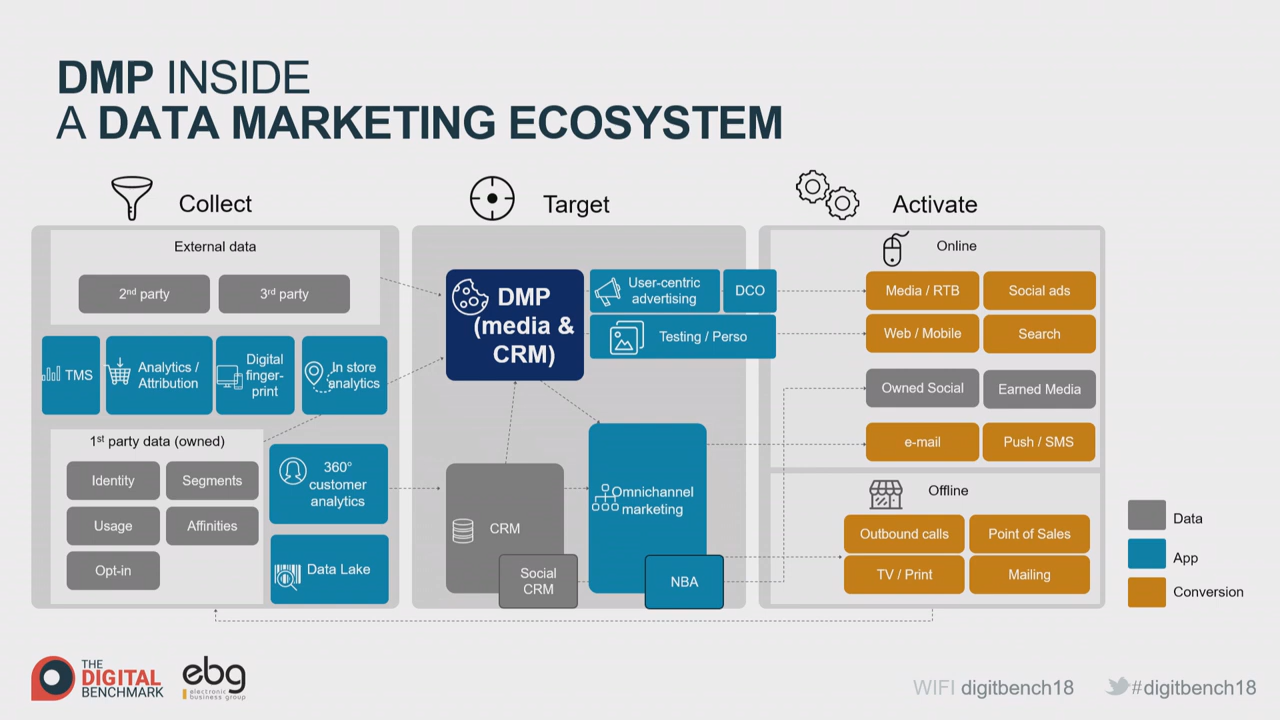 DMP INSIDE
A DATA MARKETING ECOSYSTEM
Collect
Target
Activate
External data
2nd party
3rd party
TMS
Analytics /
Attribution
Digital
finger-
print
In store
analytics
1st party data (owned)
Identity
Segments
Usage
Affinities
Opt-in
360°
customer
analytics
Data Lake
DMP
(media &
CRM)
User-centric
advertising
DCO
Testing / Perso
CRM
Social
CRM
Omnichannel
marketing
NBA
Online
Media / RTB
Social ads
Web / Mobile
Search
Owned Social
Earned Media
e-mail
Push / SMS
Offline
Outbound calls
Point of Sales
TV / Print
Mailing
Data
App
Conversion
THE
DIGITAL
BENCHMARK
ebg
electronic
business group
WIFI digitbench18
#digitbench18